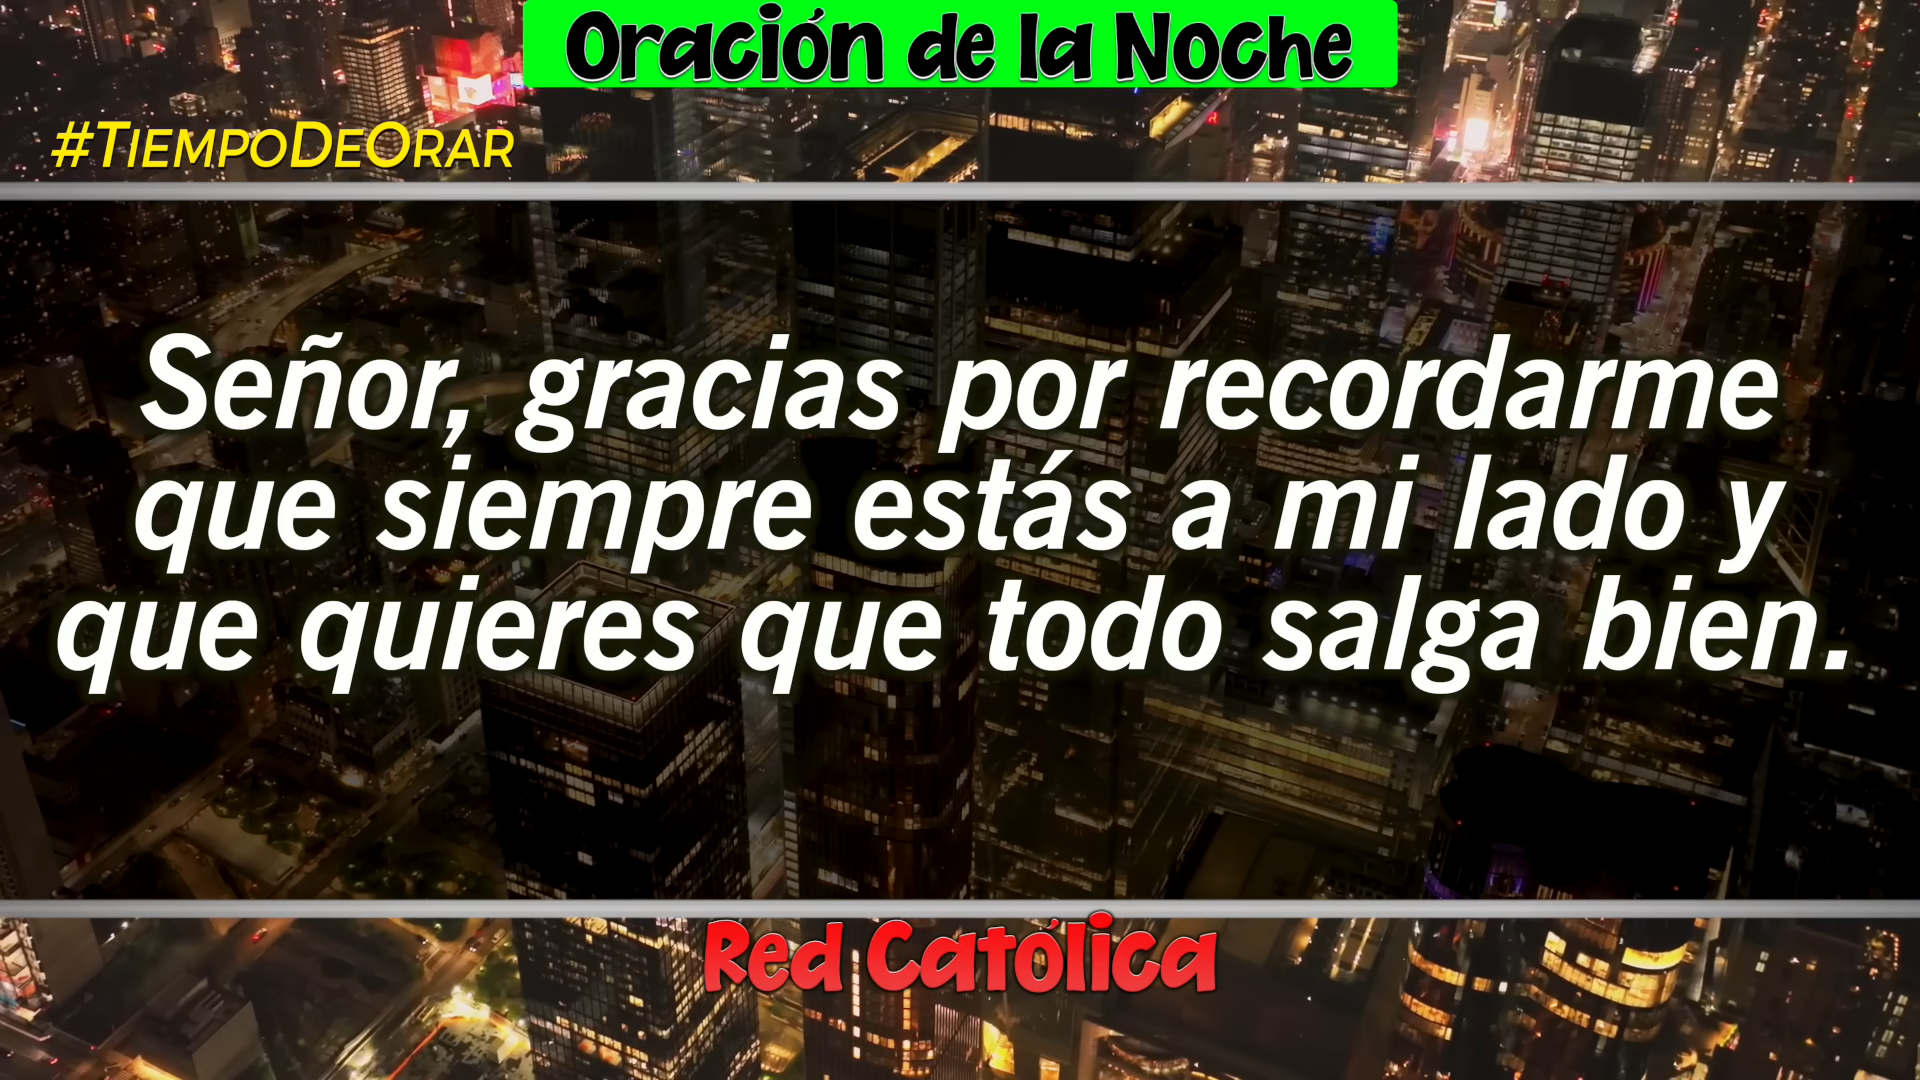 Oración de la Noche
#TiempoDeOrar
Señor, gracias por recordarme
que siempre estás a mi lado y
que quieres que todo salga bien.
Red Católica